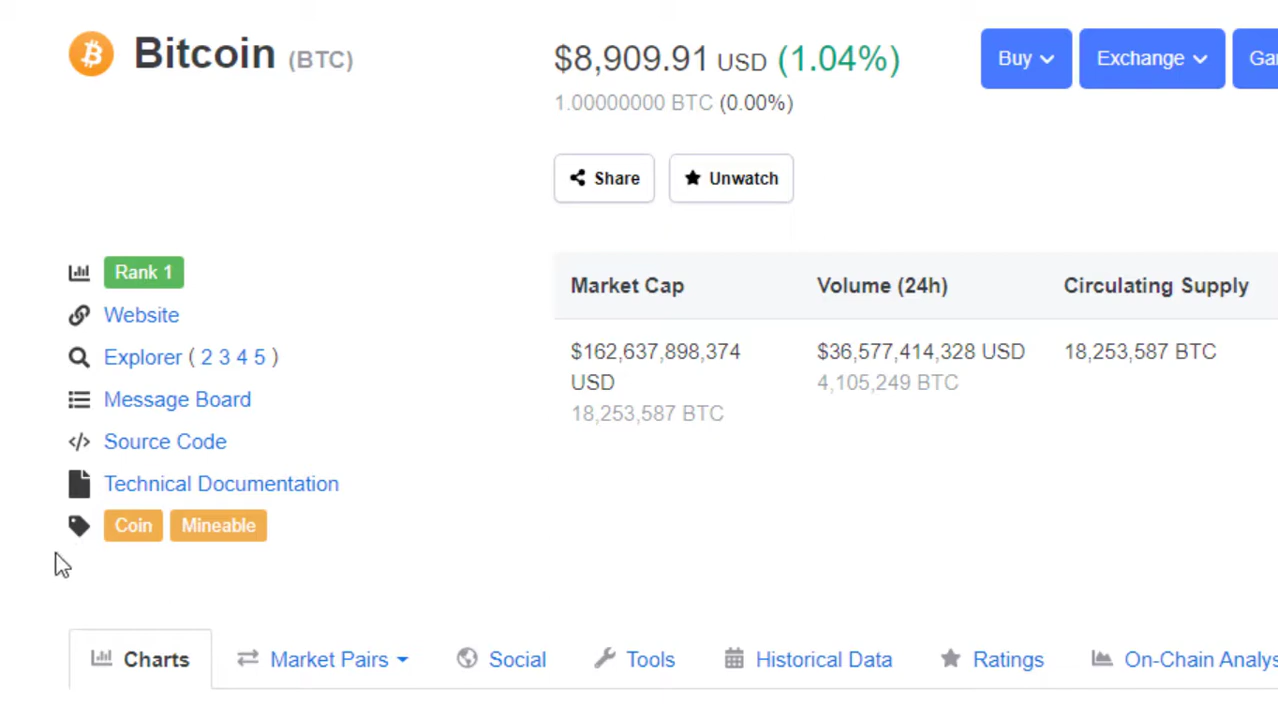 Bitcoin (BTC)
$8,909.91 USD (1.04%)
1.00000000 BTC (0.00%)
Buy
Exchange
Share
Unwatch
Rank 1
Website
Explorer ( 2 3 4 5 )
Message Board
Source Code
Technical Documentation
Coin Mineable
Market Cap Volume (24h) Circulating Supply
$162,637,898,374 $36,577,414,328 USD 18,253,587 BTC
USD 4,105,249 BTC
18,253,587 BTC
Charts Market Pairs Social Tools Historical Data Ratings On-Chain